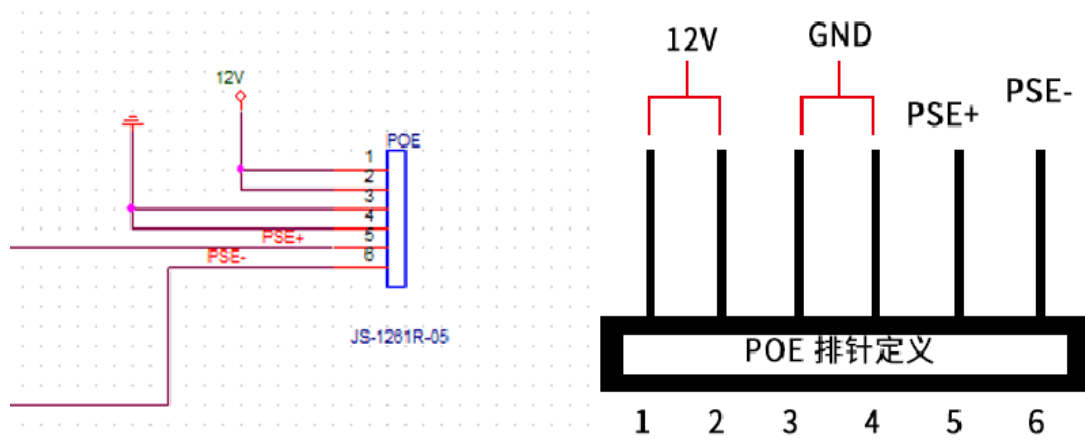 12V
POE
1
2
3
4
5
6
PSE+
PSE-
JS-1261R-05
12V
GND
PSE+
PSE-
POE 排针定义
1 2 3 4 5 6